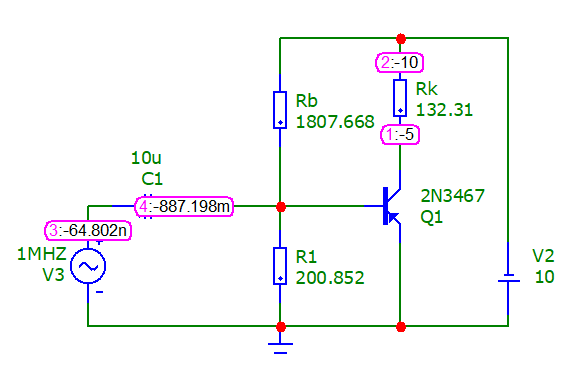 2:-10
Rk
132.31
Rb
1807.668
1:-5
10u
C1
4:-887.198m
2N3467
Q1
3:-64.802n
1MHZ
V3
R1
200.852
V2
10